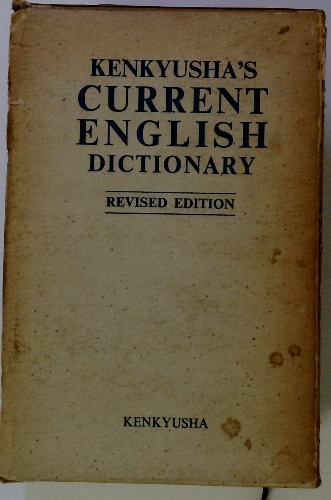 KENKYUSHA'S
CURRENT
ENGLISH
DICTIONARY
REVISED EDITION
KENKYUSHA